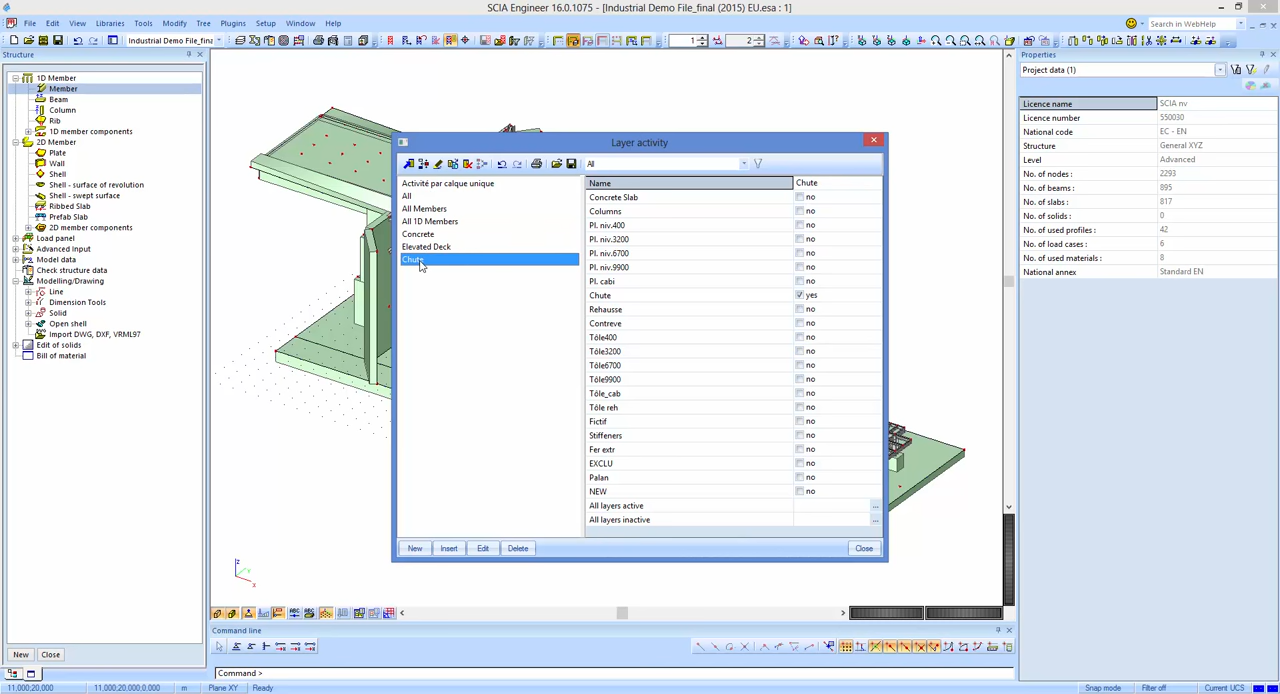 SCIA Engineer 16.0.1075 - [Industrial Demo File_final (2015) EU.esa : 1]
File Edit View Libraries Tools Modify Tree Plugins Setup Window Help
Search in WebHelp
Industrial Demo File_final
1
2
Structure
1D Member
Member
Beam
Column
Rib
1D member components
2D Member
Plate
Wall
Shell
Shell - surface of revolution
Shell - swept surface
Ribbed Slab
Prefab Slab
2D member components
Load panel
Advanced Input
Model data
Check structure data
Modelling/Drawing
Line
Dimension Tools
Solid
Open shell
Import DWG, DXF, VRML97
Edit of solids
Bill of material
New Close
Layer activity
All
Activité par calque unique
All
All Members
All 1D Members
Concrete
Elevated Deck
Chute
Name Chute
Concrete Slab no
Columns no
Pl. niv.400 no
Pl. niv.3200 no
Pl. niv.6700 no
Pl. niv.9900 no
Pl. cabi no
Chute yes
Rehausse no
Contreve no
Tôle400 no
Tôle3200 no
Tôle6700 no
Tôle9900 no
Tôle_cab no
Tôle reh no
Fictif no
Stiffeners no
Fer extr no
EXCLU no
Palan no
NEW no
All layers active ...
All layers inactive ...
New Insert Edit Delete Close
Properties
Project data (1)
Licence name SCIA nv
Licence number 550030
National code EC - EN
Structure General XYZ
Level Advanced
No. of nodes: 2293
No. of beams: 895
No. of slabs: 817
No. of solids: 0
No. of used profiles: 42
No. of load cases: 6
No. of used materials: 8
National annex Standard EN
z
y
x
Command line
Command >
11,000;20,000 11,000;20,000;0,000 m Plane XY Ready Snap mode Filter off Current UCS